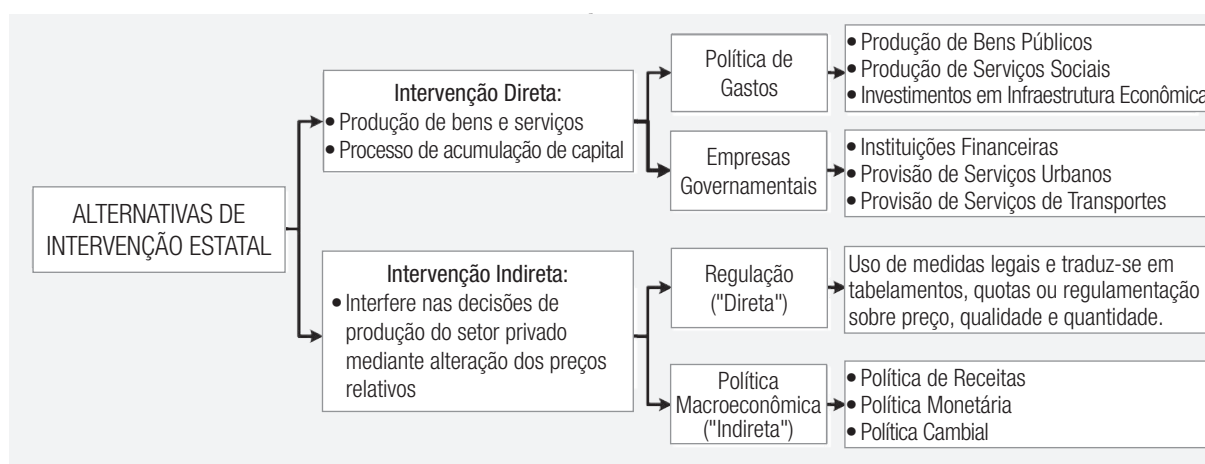 ALTERNATIVAS DE
INTERVENÇÃO ESTATAL
Intervenção Direta:
• Produção de bens e serviços
• Processo de acumulação de capital
Política de
Gastos
• Produção de Bens Públicos
• Produção de Serviços Sociais
• Investimentos em Infraestrutura Econômica
Empresas
Governamentais
• Instituições Financeiras
• Provisão de Serviços Urbanos
• Provisão de Serviços de Transportes
Intervenção Indireta:
• Interfere nas decisões de
produção do setor privado
mediante alteração dos preços
relativos
Regulação
("Direta")
Uso de medidas legais e traduz-se em
tabelamentos, quotas ou regulamentação
sobre preço, qualidade e quantidade.
Política
Macroeconômica
("Indireta")
• Política de Receitas
• Política Monetária
• Política Cambial